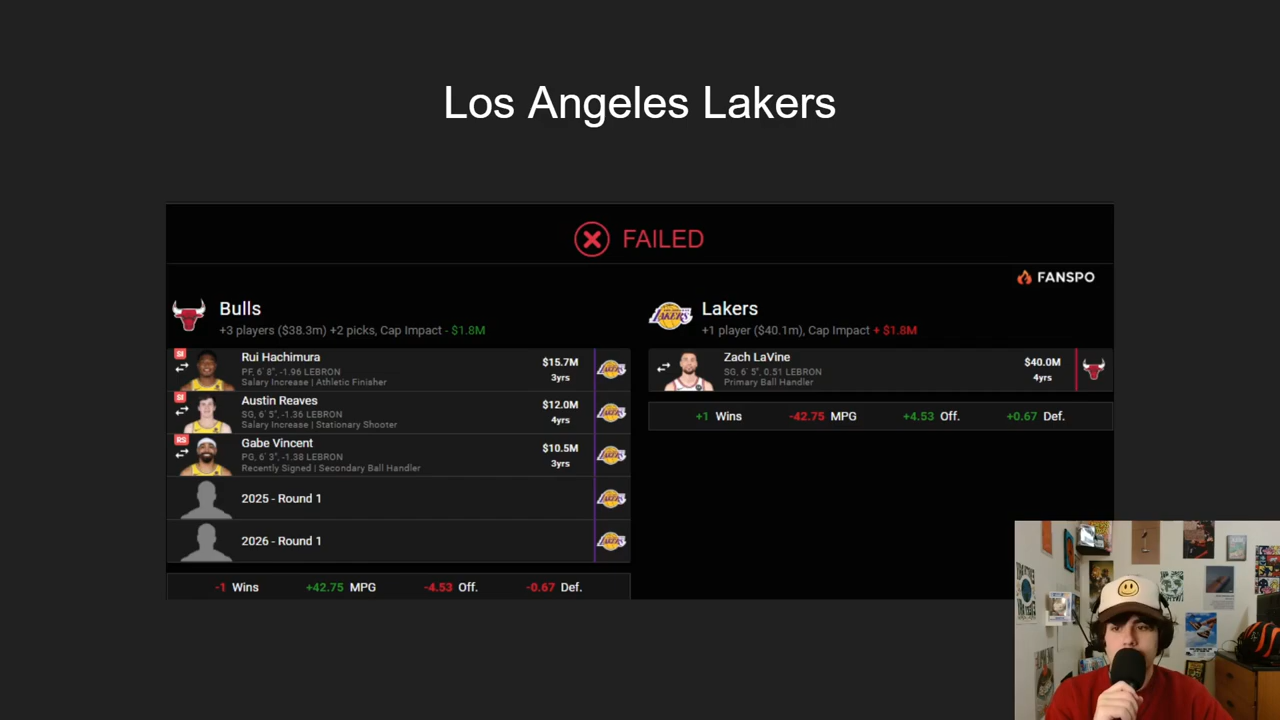 Los Angeles Lakers
FAILED
FANSPO
Bulls
+3 players ($38.3m) +2 picks, Cap Impact - $1.8M
SI
Rui Hachimura
PF, 6' 8", -1.96 LEBRON
Salary Increase | Athletic Finisher
$15.7M
3yrs
SI
Austin Reaves
SG, 6' 5", -1.36 LEBRON
Salary Increase | Stationary Shooter
$12.0M
4yrs
RS
Gabe Vincent
PG, 6' 3", -1.38 LEBRON
Recently Signed | Secondary Ball Handler
$10.5M
3yrs
2025 - Round 1
2026 - Round 1
-1 Wins +42.75 MPG -4.53 Off. -0.67 Def.
Lakers
+1 player ($40.1m), Cap Impact + $1.8M
Zach LaVine
SG, 6' 5", 0.51 LEBRON
Primary Ball Handler
$40.0M
4yrs
+1 Wins -42.75 MPG +4.53 Off. +0.67 Def.